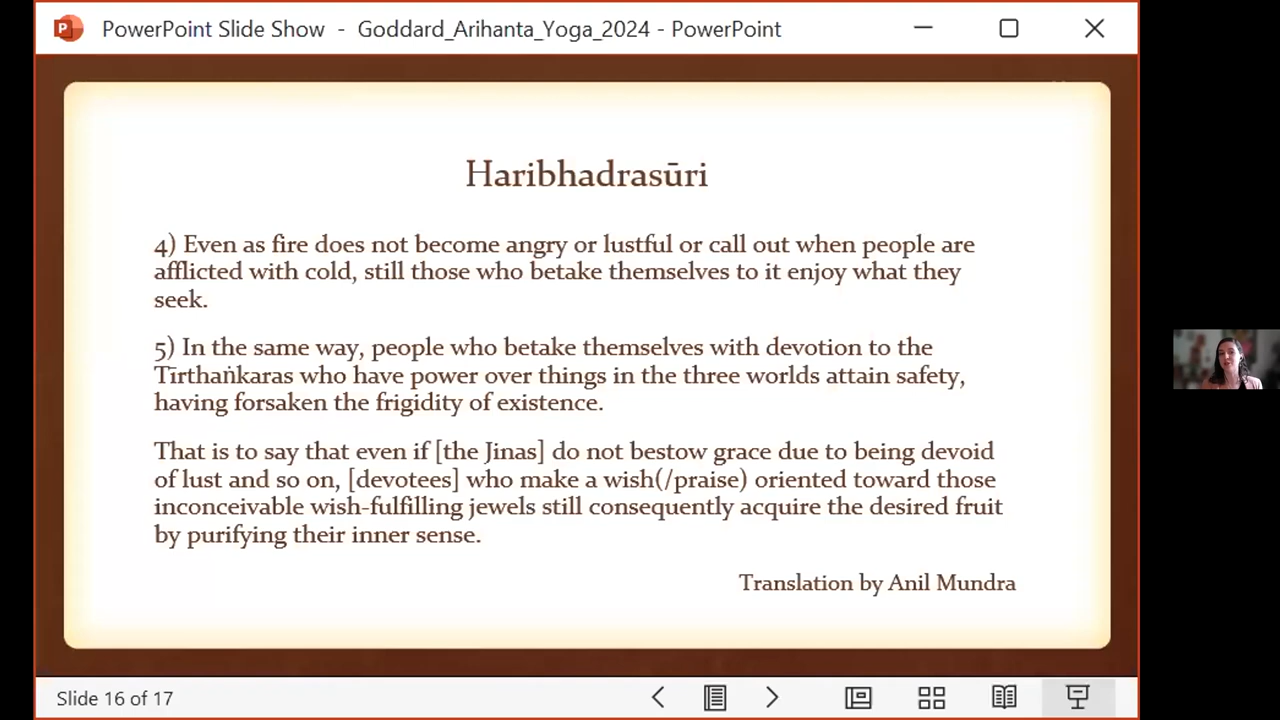 PowerPoint Slide Show - Goddard_Arihanta_Yoga_2024 - PowerPoint
Haribhadrasūri
4) Even as fire does not become angry or lustful or call out when people are
afflicted with cold, still those who betake themselves to it enjoy what they
seek.
5) In the same way, people who betake themselves with devotion to the
Tīrthaṅkaras who have power over things in the three worlds attain safety,
having forsaken the frigidity of existence.
That is to say that even if [the Jinas] do not bestow grace due to being devoid
of lust and so on, [devotees] who make a wish(/praise) oriented toward those
inconceivable wish-fulfilling jewels still consequently acquire the desired fruit
by purifying their inner sense.
Translation by Anil Mundra
Slide 16 of 17